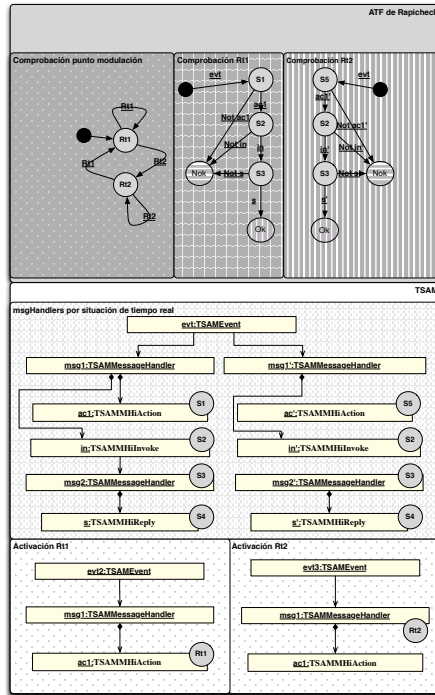 ATF de Rapicheck
Comprobación punto modulación
Rt1
Rt1
Rt1
Rt2
Rt2
Rt2
Comprobación Rt1
evt
S1
ac1
Not ac1
S2
Not in
in
Nok
Not s
S3
s
Ok
Comprobación Rt2
S5
evt
ac1'
S2
Not ac1'
in'
Not in'
S3
Not s
Nok
s'
Ok
TSAM
msgHandlers por situación de tiempo real
evt:TSAMEvent
msg1:TSAMMessageHandler
msg1':TSAMMessageHandler
S1
ac1:TSAMMHiAction
S5
ac':TSAMMHiAction
S2
in:TSAMMHiInvoke
S2
in':TSAMMHiInvoke
S3
msg2:TSAMMessageHandler
S3
msg2':TSAMMessageHandler
S4
s:TSAMMHiReply
S4
s':TSAMMHiReply
Activación Rt1
evt2:TSAMEvent
msg1:TSAMMessageHandler
Rt1
ac1:TSAMMHiAction
Activación Rt2
evt3:TSAMEvent
msg1:TSAMMessageHandler
Rt2
ac1:TSAMMHiAction